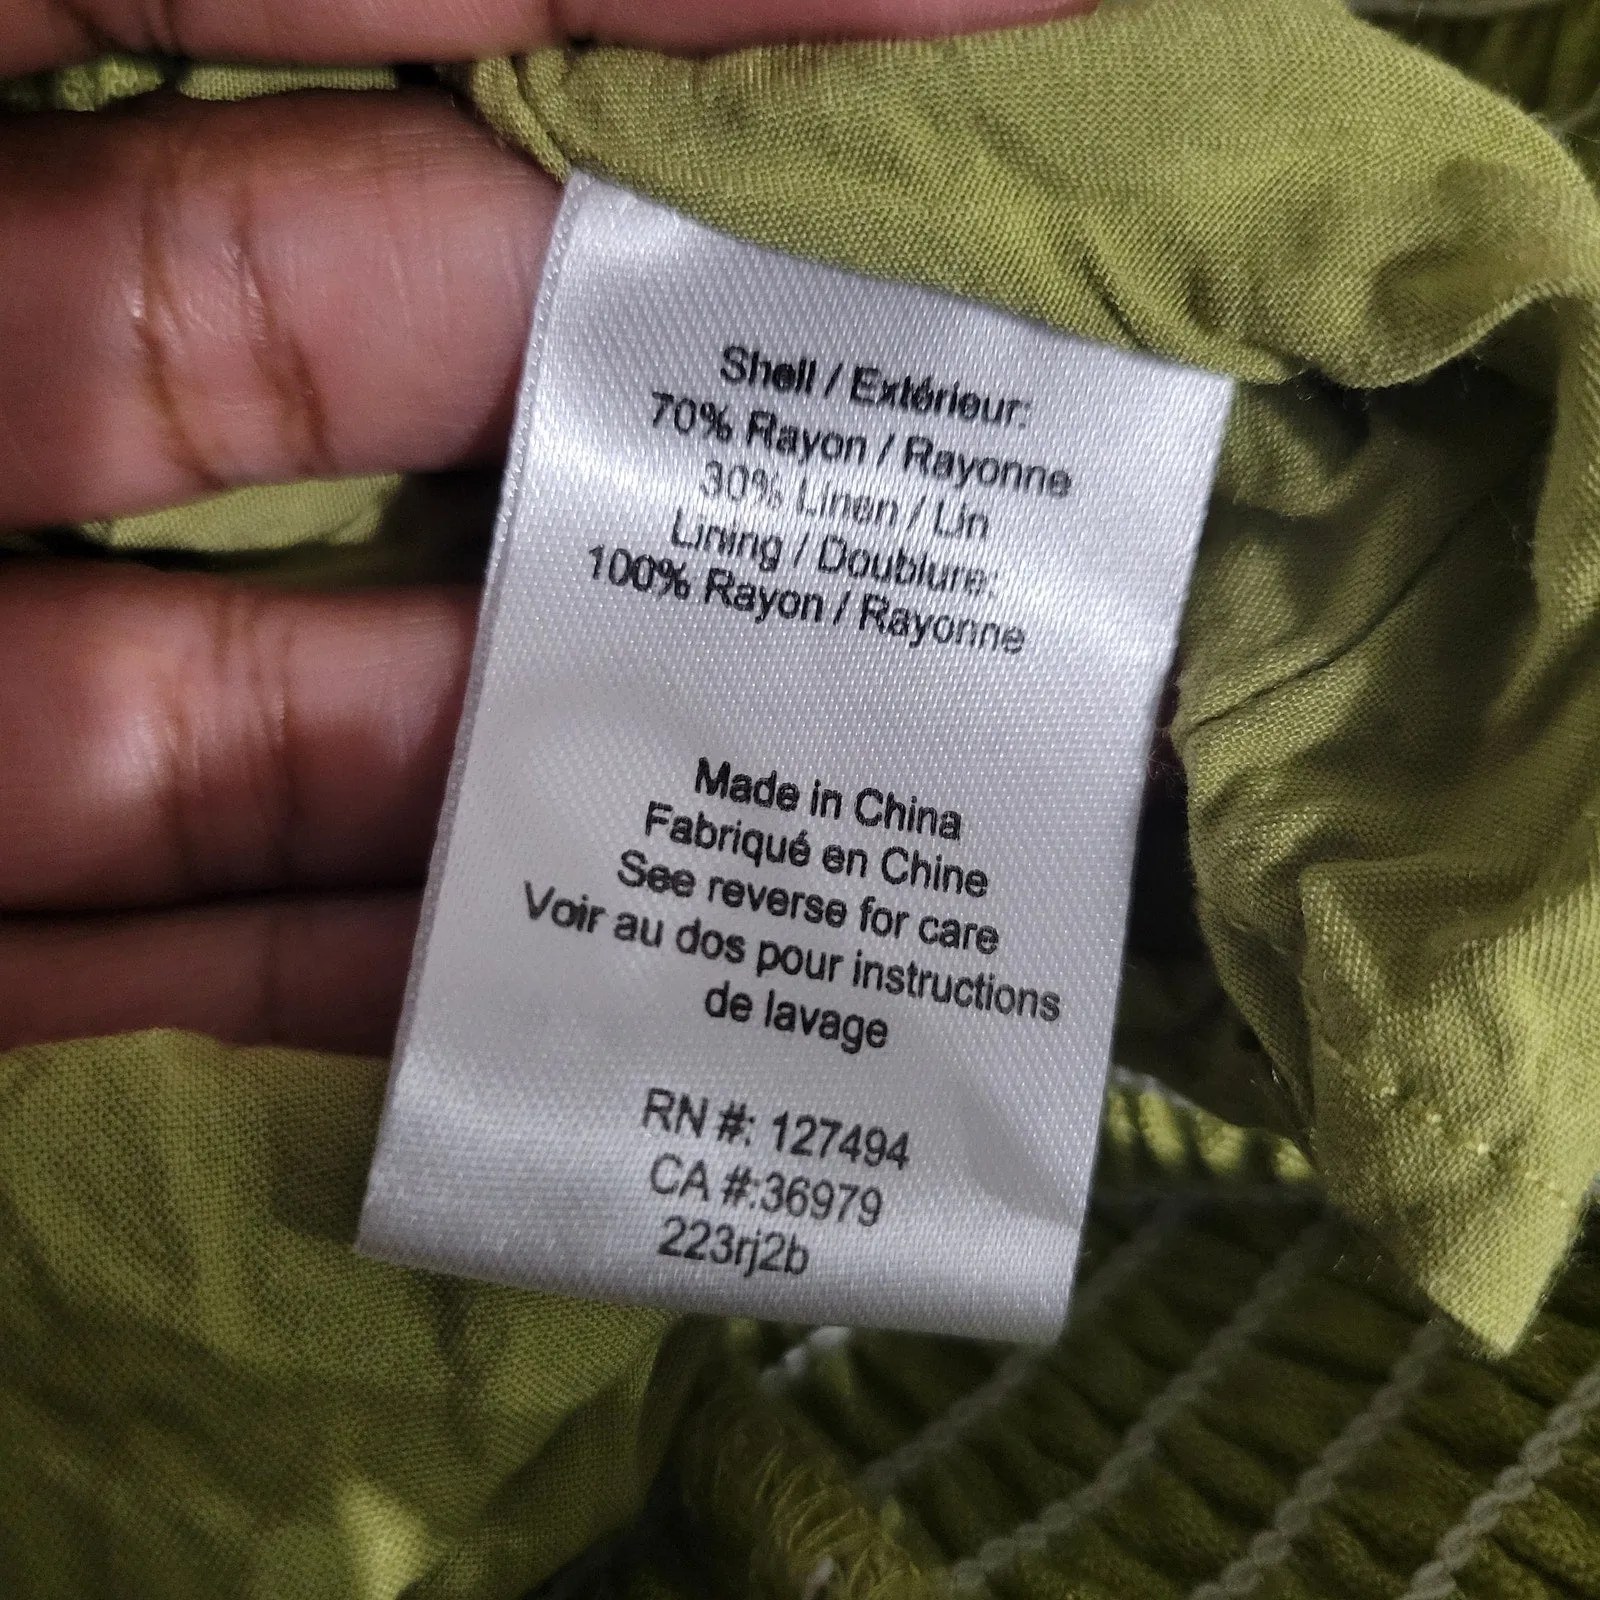 Shell / Extérieur:
70% Rayon / Rayonne
30% Linen / Lin
Lining / Doublure:
100% Rayon / Rayonne
Made in China
Fabriqué en Chine
See reverse for care
Voir au dos pour instructions
de lavage
RN #: 127494
CA #:36979
223rj2b